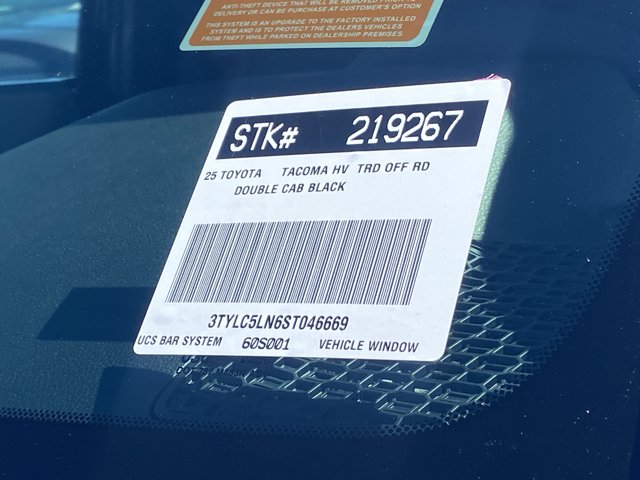 ANTI-THEFT DEVICE THAT WILL BE REMOVED PRIOR TO
DELIVERY OR CAN BE PURCHASE AT CUSTOMER'S OPTION
THIS SYSTEM IS AN UPGRADE TO THE FACTORY INSTALLED
SYSTEM AND IS TO PROTECT THE DEALERS VEHICLES
FROM THEFT WHILE PARKED ON DEALERSHIP PREMISES.
STK# 219267
25 TOYOTA TACOMA HV TRD OFF RD
DOUBLE CAB BLACK
3TYLC5LN6ST046669
UCS BAR SYSTEM 60S001 VEHICLE WINDOW